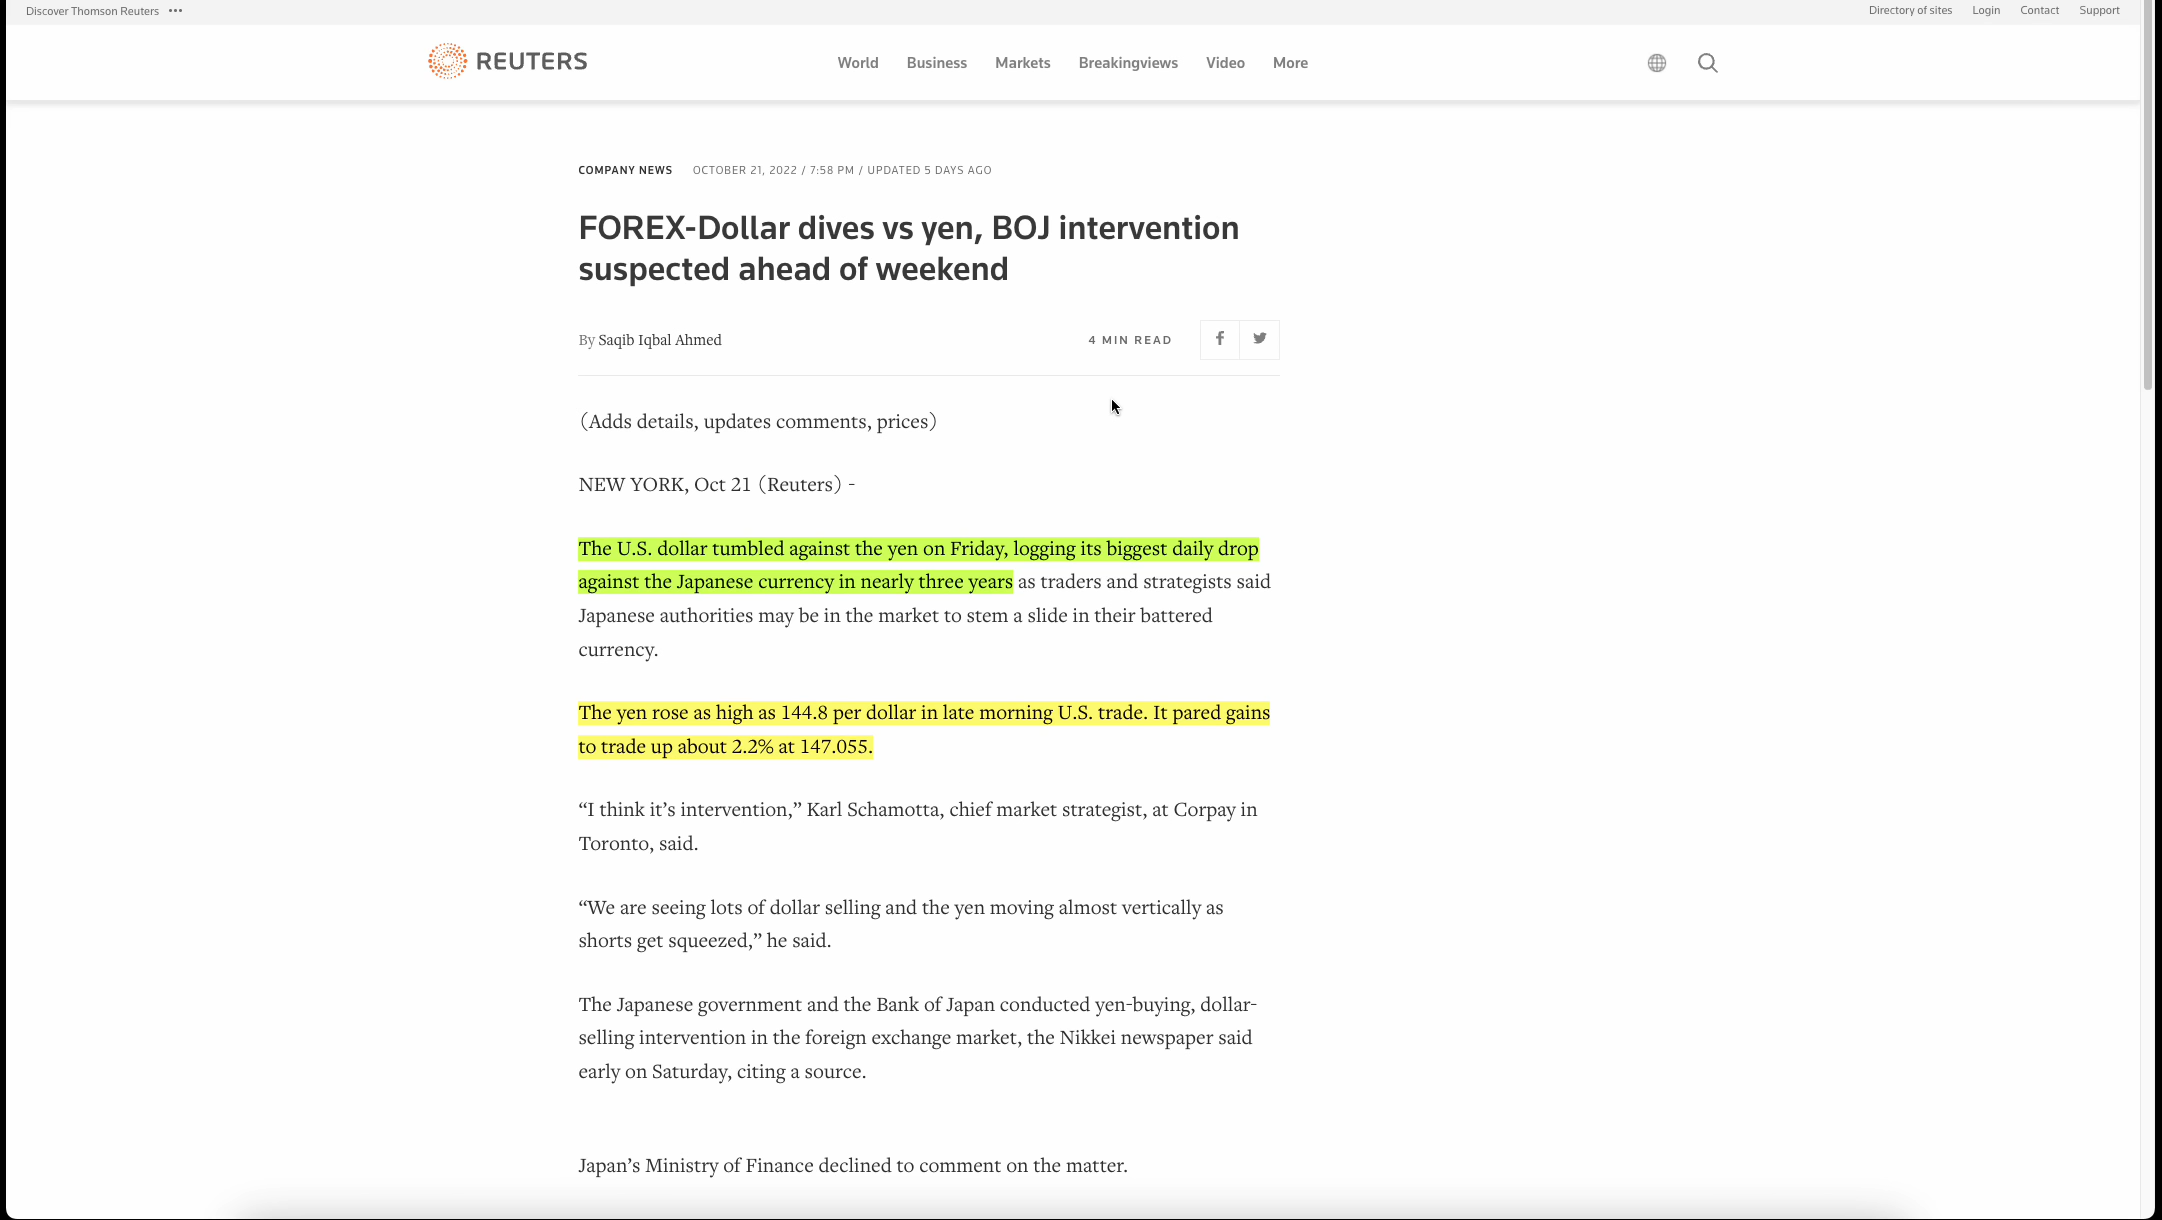 Discover Thomson Reuters •••
Directory of sites Login Contact Support
REUTERS
World Business Markets Breakingviews Video More
COMPANY NEWS OCTOBER 21, 2022 / 7:58 PM / UPDATED 5 DAYS AGO
FOREX-Dollar dives vs yen, BOJ intervention
suspected ahead of weekend
By Saqib Iqbal Ahmed
4 MIN READ
(Adds details, updates comments, prices)
NEW YORK, Oct 21 (Reuters) -
The U.S. dollar tumbled against the yen on Friday, logging its biggest daily drop
against the Japanese currency in nearly three years as traders and strategists said
Japanese authorities may be in the market to stem a slide in their battered
currency.
The yen rose as high as 144.8 per dollar in late morning U.S. trade. It pared gains
to trade up about 2.2% at 147.055.
“I think it’s intervention,” Karl Schamotta, chief market strategist, at Corpay in
Toronto, said.
“We are seeing lots of dollar selling and the yen moving almost vertically as
shorts get squeezed,” he said.
The Japanese government and the Bank of Japan conducted yen-buying, dollar-
selling intervention in the foreign exchange market, the Nikkei newspaper said
early on Saturday, citing a source.
Japan’s Ministry of Finance declined to comment on the matter.